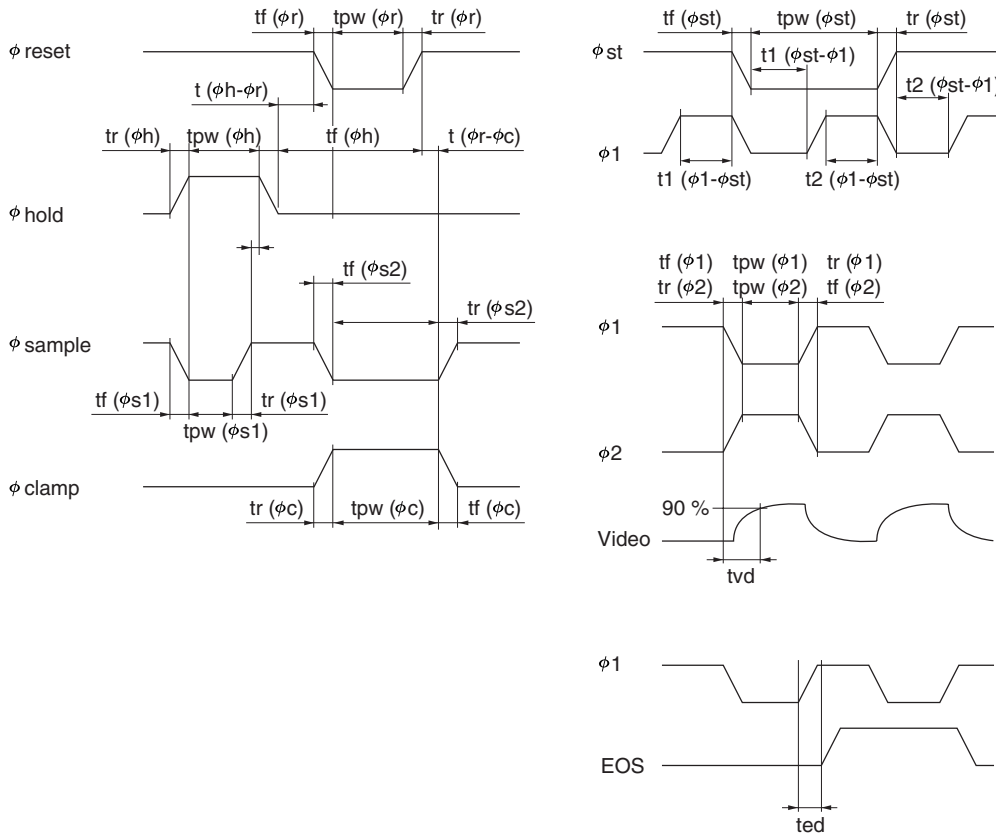 tf (ϕr) tpw (ϕr) tr (ϕr)
ϕ reset
t (ϕh-ϕr)
tr (ϕh) tpw (ϕh) tf (ϕh) t (ϕr-ϕc)
ϕ hold
tf (ϕs2)
tr (ϕs2)
ϕ sample
tf (ϕs1) tr (ϕs1)
tpw (ϕs1)
ϕ clamp
tr (ϕc) tpw (ϕc) tf (ϕc)
tf (ϕst) tpw (ϕst) tr (ϕst)
ϕst
t1 (ϕst-ϕ1)
t2 (ϕst-ϕ1)
ϕ1
t1 (ϕ1-ϕst) t2 (ϕ1-ϕst)
tf (ϕ1) tpw (ϕ1) tr (ϕ1)
tr (ϕ2) tpw (ϕ2) tf (ϕ2)
ϕ1
ϕ2
90 %
Video
tvd
ϕ1
EOS
ted